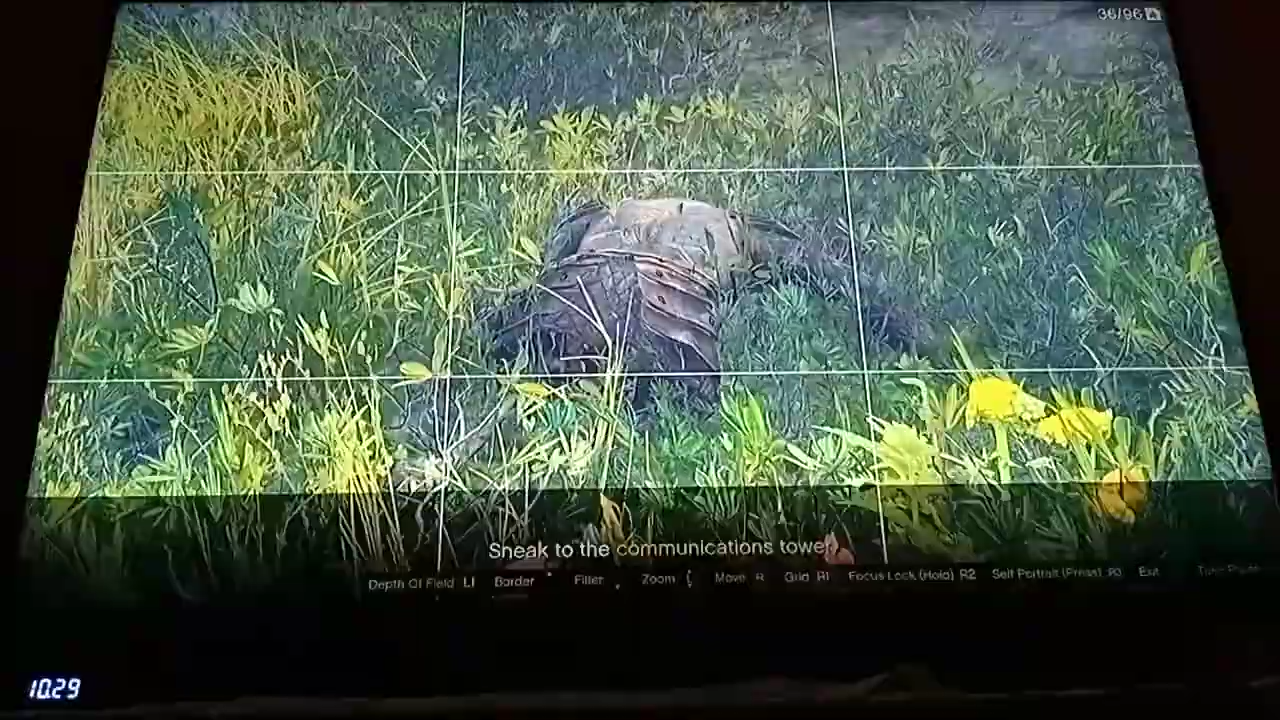 36/96
Sneak to the communications tower.
Depth Of Field L1 Border Filter Zoom Move R Grid R1 Focus Lock (Hold) R2 Self Portrait (Press) R3 Exit
10:29